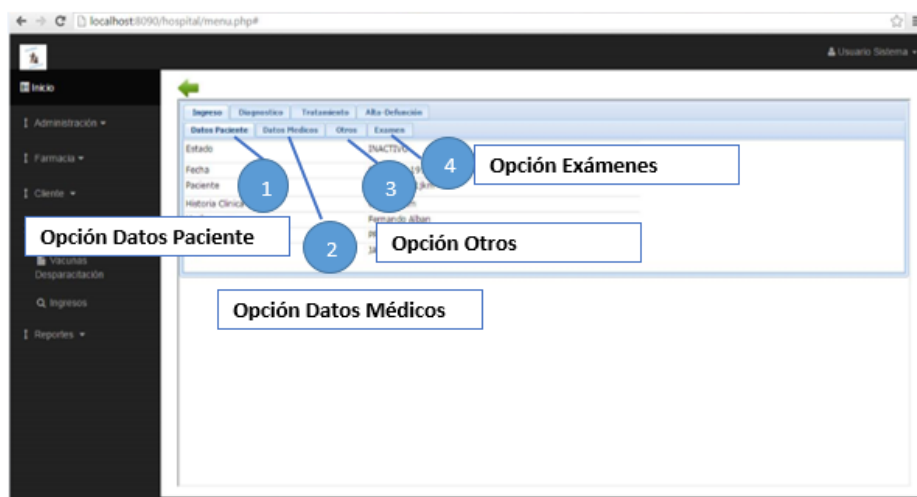 localhost:8090/hospital/menu.php#
Usuario Sistema
Inicio
Administración
Farmacia
Cliente
Vacunas
Desparacitación
Ingresos
Reportes
Ingreso Diagnostico Tratamiento Alta-Defunción
Datos Paciente Datos Medicos Otros Examen
Estado INACTIVO
Fecha
Paciente
Historia Clinica
Fernando Alban
1
2
3
4
Opción Datos Paciente
Opción Datos Médicos
Opción Otros
Opción Exámenes